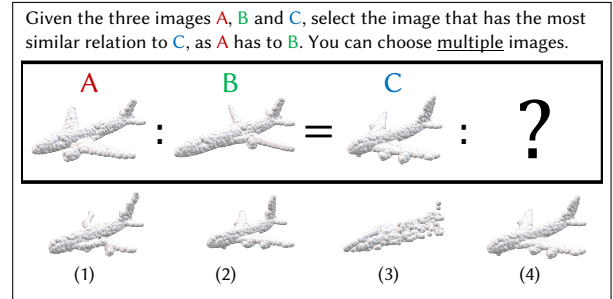 Given the three images A, B and C, select the image that has the most
similar relation to C, as A has to B. You can choose multiple images.
A B C
: = : ?
(1) (2) (3) (4)